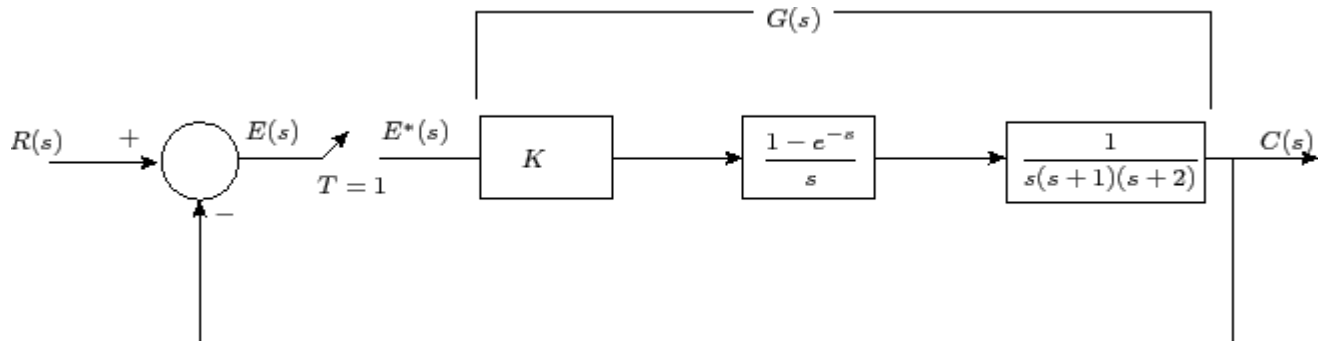 G(s)
R(s)
+
−
E(s)
T = 1
E*(s)
K
1 − e^{−s}
s
1
s(s + 1)(s + 2)
C(s)